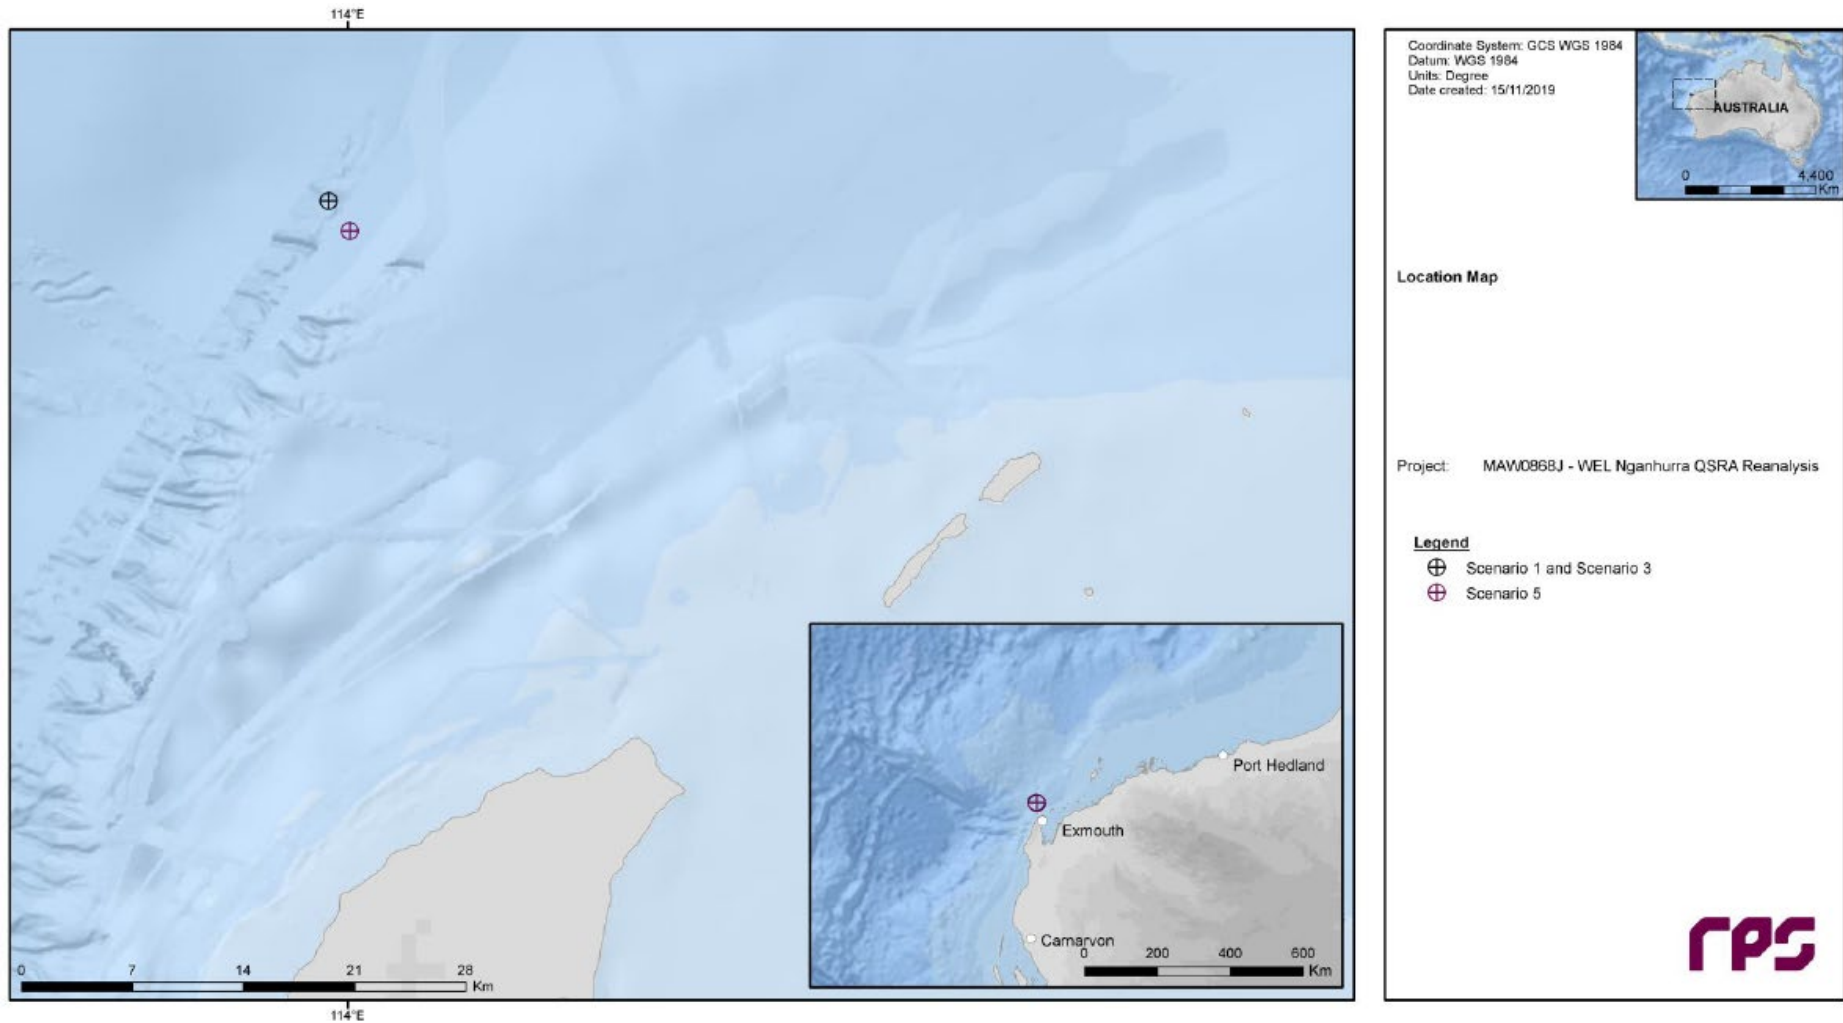 114°E
Coordinate System: GCS WGS 1984
Datum: WGS 1984
Units: Degree
Date created: 15/11/2019
AUSTRALIA
0 4,400
Km
Location Map
Project: MAW0868J - WEL Nganhurra QSRA Reanalysis
Legend
Scenario 1 and Scenario 3
Scenario 5
Port Hedland
Exmouth
Carnarvon
0 200 400 600
Km
0 7 14 21 28
Km
114°E
rps